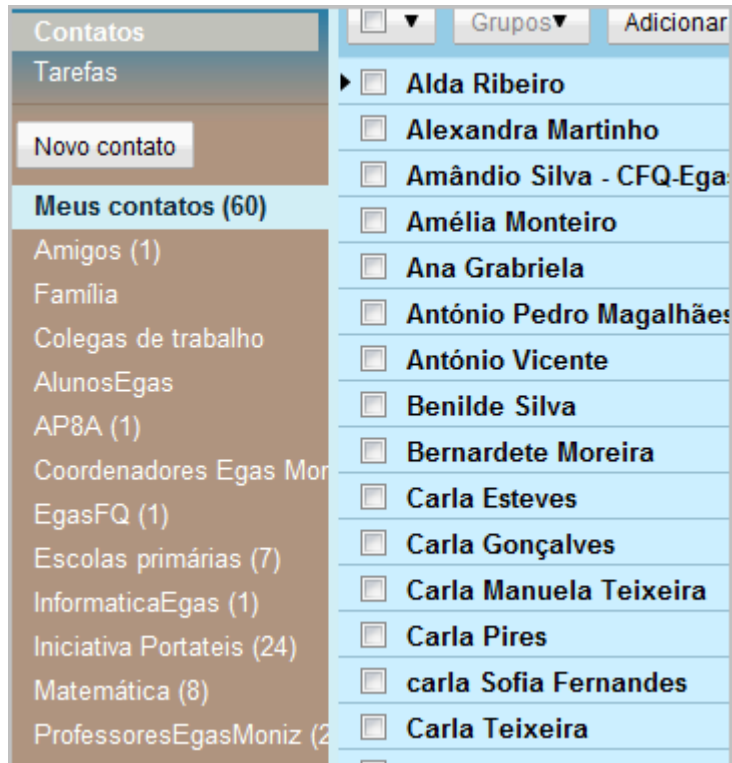 Contatos
Tarefas
Novo contato
Meus contatos (60)
Amigos (1)
Família
Colegas de trabalho
AlunosEgas
AP8A (1)
Coordenadores Egas Mor
EgasFQ (1)
Escolas primárias (7)
InformaticaEgas (1)
Iniciativa Portateis (24)
Matemática (8)
ProfessoresEgasMoniz (2
Grupos▼ Adicionar
Alda Ribeiro
Alexandra Martinho
Amândio Silva - CFQ-Egas
Amélia Monteiro
Ana Grabriela
António Pedro Magalhães
António Vicente
Benilde Silva
Bernardete Moreira
Carla Esteves
Carla Gonçalves
Carla Manuela Teixeira
Carla Pires
carla Sofia Fernandes
Carla Teixeira